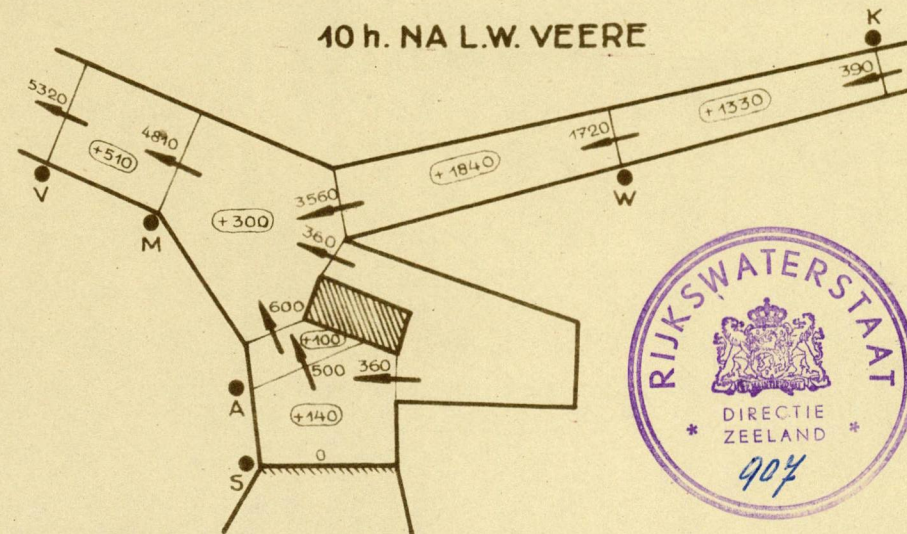 10 h. NA L.W. VEERE
K
5320
4810
+510
V
M
+300
3560
360
+1840
1720
W
+1330
390
600
+100
500
360
A
+140
0
S
RIJKSWATERSTAAT
DIRECTIE
ZEELAND
* *
907